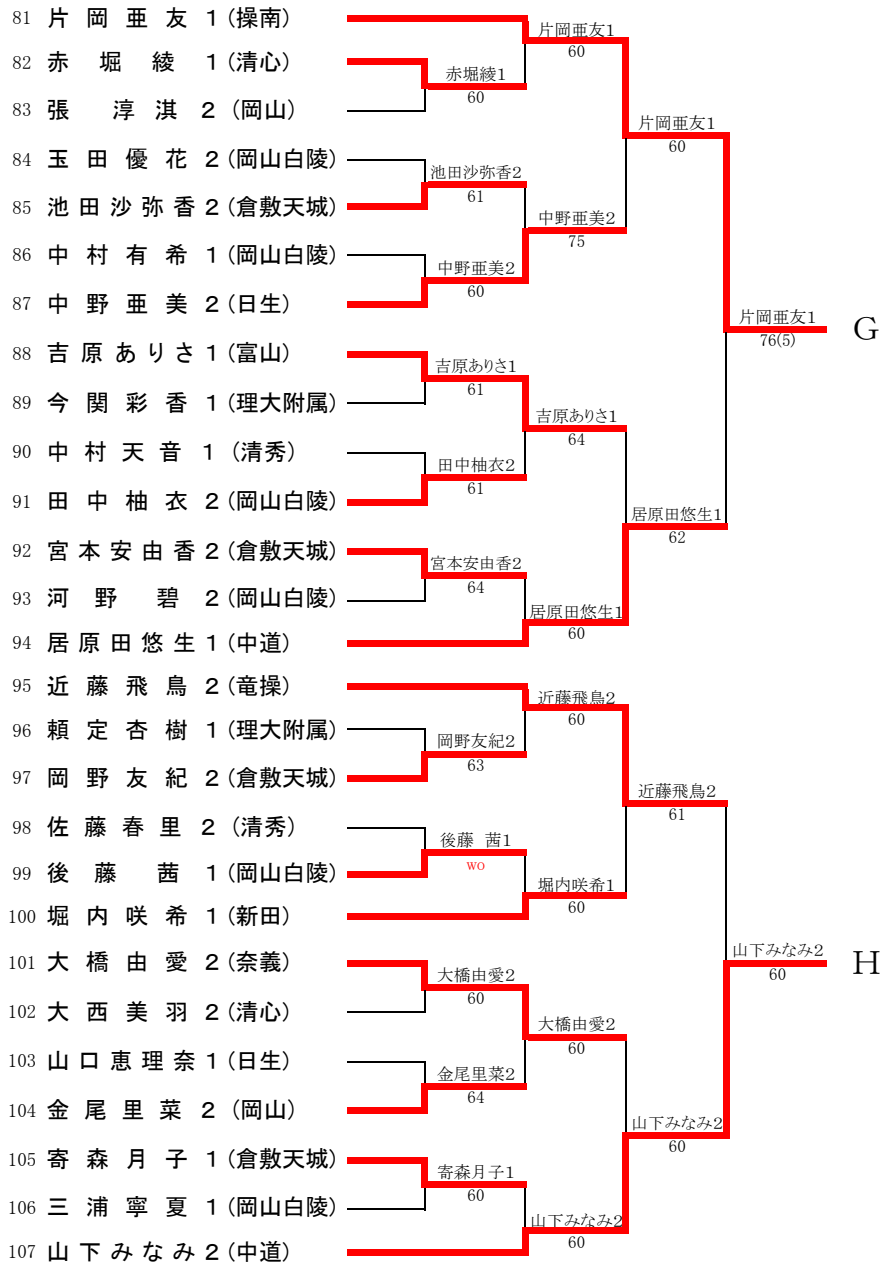 81 片岡亜友 1 (操南)
82 赤堀綾 1 (清心)
83 張淳淇 2 (岡山)
84 玉田優花 2 (岡山白陵)
85 池田沙弥香 2 (倉敷天城)
86 中村有希 1 (岡山白陵)
87 中野亜美 2 (日生)
88 吉原ありさ 1 (富山)
89 今関彩香 1 (理大附属)
90 中村天音 1 (清秀)
91 田中柚衣 2 (岡山白陵)
92 宮本安由香 2 (倉敷天城)
93 河野碧 2 (岡山白陵)
94 居原田悠生 1 (中道)
95 近藤飛鳥 2 (竜操)
96 頼定杏樹 1 (理大附属)
97 岡野友紀 2 (倉敷天城)
98 佐藤春里 2 (清秀)
99 後藤茜 1 (岡山白陵)
100 堀内咲希 1 (新田)
101 大橋由愛 2 (奈義)
102 大西美羽 2 (清心)
103 山口恵理奈 1 (日生)
104 金尾里菜 2 (岡山)
105 寄森月子 1 (倉敷天城)
106 三浦寧夏 1 (岡山白陵)
107 山下みなみ 2 (中道)
赤堀綾1
60
池田沙弥香2
61
中野亜美2
60
吉原ありさ1
61
田中柚衣2
61
宮本安由香2
64
岡野友紀2
63
後藤 茜1
wo
大橋由愛2
60
金尾里菜2
64
寄森月子1
60
片岡亜友1
60
中野亜美2
75
吉原ありさ1
64
居原田悠生1
60
近藤飛鳥2
60
堀内咲希1
60
大橋由愛2
60
山下みなみ2
60
片岡亜友1
60
居原田悠生1
62
近藤飛鳥2
61
山下みなみ2
60
片岡亜友1
76(5)
山下みなみ2
60
G
H